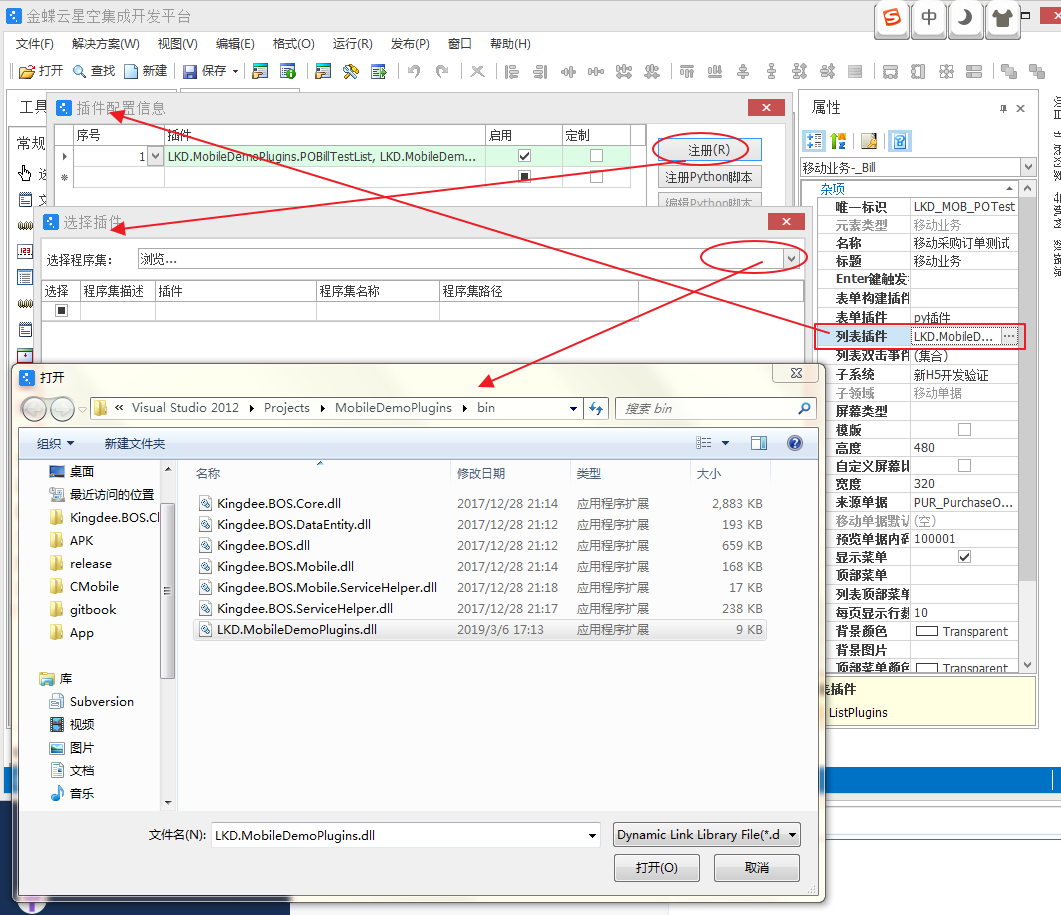 金蝶云星空集成开发平台
中
文件(F) 解决方案(W) 视图(V) 编辑(E) 格式(O) 运行(R) 发布(P) 窗口 帮助(H)
打开 查找 新建 保存
工具
常规
插件配置信息
序号 插件 启用 定制
1 LKD.MobileDemoPlugins.POBillTestList, LKD.MobileDem...
注册(R)
注册Python脚本
编辑Python脚本
选择插件
选择程序集: 浏览...
选择 程序集描述 插件 程序集名称 程序集路径
打开
« Visual Studio 2012 Projects MobileDemoPlugins bin
搜索 bin
组织 新建文件夹
桌面
最近访问的位置
Kingdee.BOS.Cl
APK
release
CMobile
gitbook
App
库
Subversion
视频
图片
文档
音乐
名称 修改日期 类型 大小
Kingdee.BOS.Core.dll 2017/12/28 21:14 应用程序扩展 2,883 KB
Kingdee.BOS.DataEntity.dll 2017/12/28 21:12 应用程序扩展 193 KB
Kingdee.BOS.dll 2017/12/28 21:12 应用程序扩展 659 KB
Kingdee.BOS.Mobile.dll 2017/12/28 21:14 应用程序扩展 168 KB
Kingdee.BOS.Mobile.ServiceHelper.dll 2017/12/28 21:18 应用程序扩展 17 KB
Kingdee.BOS.ServiceHelper.dll 2017/12/28 21:17 应用程序扩展 238 KB
LKD.MobileDemoPlugins.dll 2019/3/6 17:13 应用程序扩展 9 KB
文件名(N): LKD.MobileDemoPlugins.dll
Dynamic Link Library File(*.d
打开(O) 取消
属性
移动业务-_Bill
杂项
唯一标识 LKD_MOB_POTest
元素类型 移动业务
名称 移动采购订单测试
标题 移动业务
Enter键触发
表单构建插件
表单插件 py插件
列表插件 LKD.MobileD... ...
列表双击事件 (集合)
子系统 新H5开发验证
子领域 移动单据
屏幕类型
模版
高度 480
自定义屏幕比
宽度 320
来源单据 PUR_PurchaseO...
移动单据默认 (空)
预览单据内码 100001
显示菜单
顶部菜单
列表顶部菜单
每页显示行数 10
背景颜色 Transparent
背景图片
顶部菜单颜色 Transparent
表插件
ListPlugins